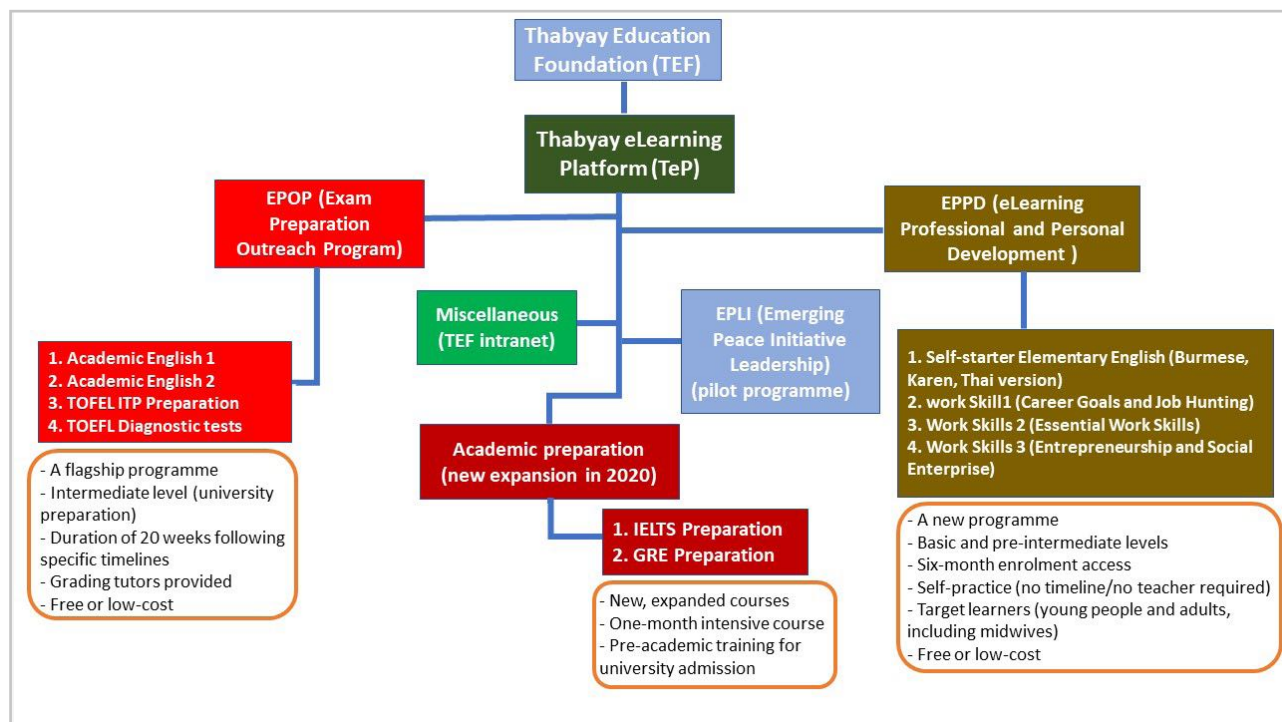 Thabyay Education
Foundation (TEF)
Thabyay eLearning
Platform (TeP)
EPOP (Exam
Preparation
Outreach Program)
EPPD (eLearning
Professional and Personal
Development )
Miscellaneous
(TEF intranet)
EPLI (Emerging
Peace Initiative
Leadership)
(pilot programme)
1. Academic English 1
2. Academic English 2
3. TOFEL ITP Preparation
4. TOEFL Diagnostic tests
1. Self-starter Elementary English (Burmese,
Karen, Thai version)
2. work Skill1 (Career Goals and Job Hunting)
3. Work Skills 2 (Essential Work Skills)
4. Work Skills 3 (Entrepreneurship and Social
Enterprise)
Academic preparation
(new expansion in 2020)
1. IELTS Preparation
2. GRE Preparation
- A flagship programme
- Intermediate level (university
preparation)
- Duration of 20 weeks following
specific timelines
- Grading tutors provided
- Free or low-cost
- New, expanded courses
- One-month intensive course
- Pre-academic training for
university admission
- A new programme
- Basic and pre-intermediate levels
- Six-month enrolment access
- Self-practice (no timeline/no teacher required)
- Target learners (young people and adults,
including midwives)
- Free or low-cost